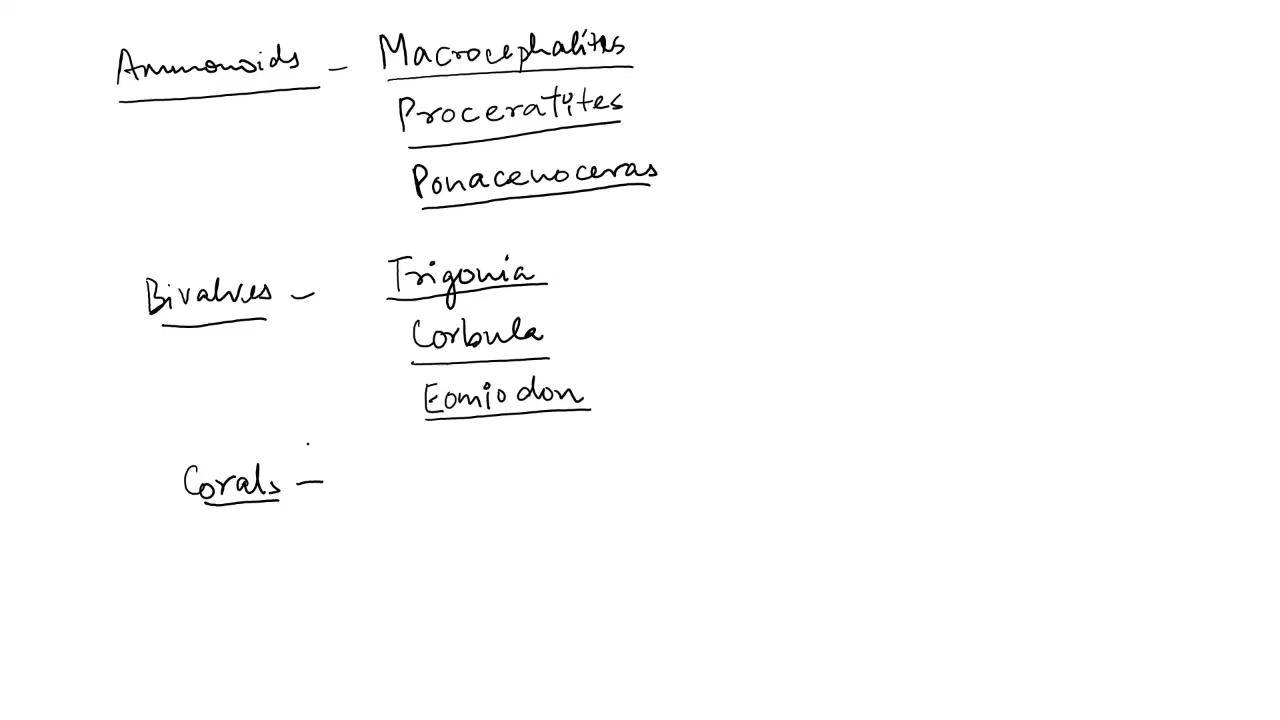 Ammonoids - Macrocephalites
Proceratites
Ponacenoceras
Bivalves - Trigonia
Corbula
Eomiodon
Corals -